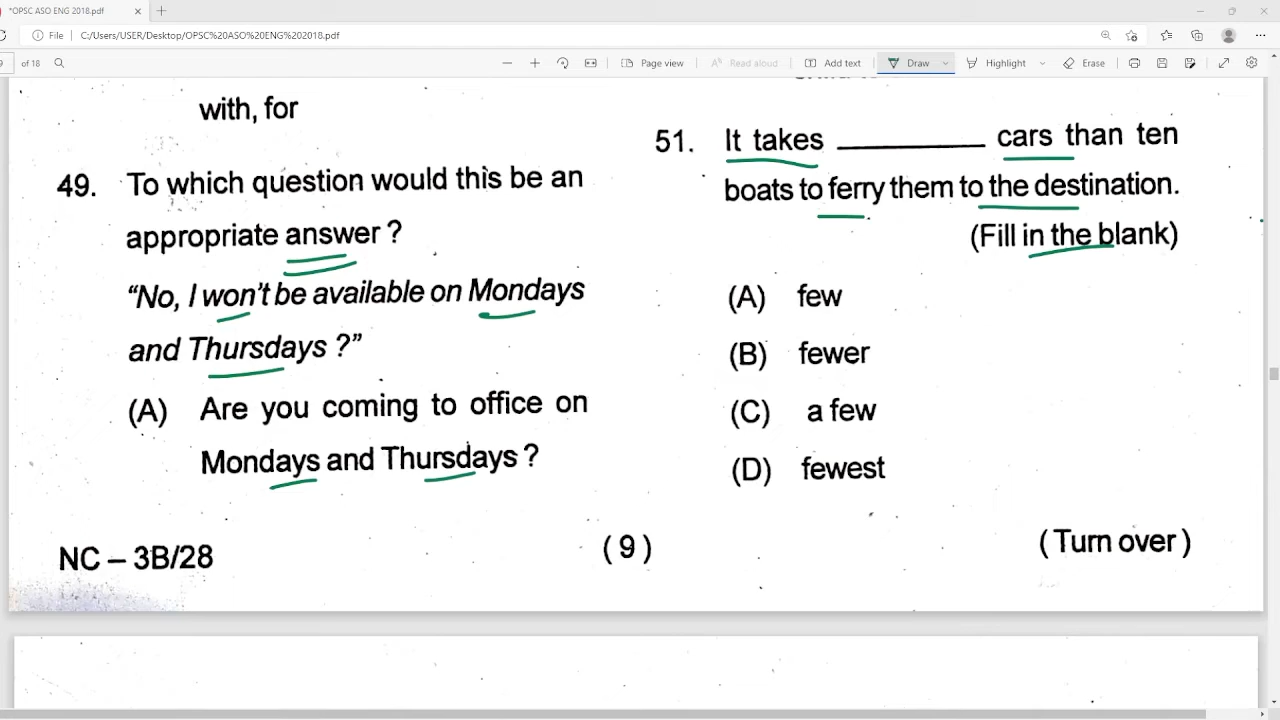 *OPSC ASO ENG 2018.pdf
File C:/Users/USER/Desktop/OPSC%20ASO%20ENG%202018.pdf
of 18 Page view Read aloud Add text Draw Highlight Erase
with, for
49. To which question would this be an
appropriate answer ?
"No, I won't be available on Mondays
and Thursdays ?"
(A) Are you coming to office on
Mondays and Thursdays ?
51. It takes __________ cars than ten
boats to ferry them to the destination.
(Fill in the blank)
(A) few
(B) fewer
(C) a few
(D) fewest
NC – 3B/28 ( 9 ) ( Turn over )